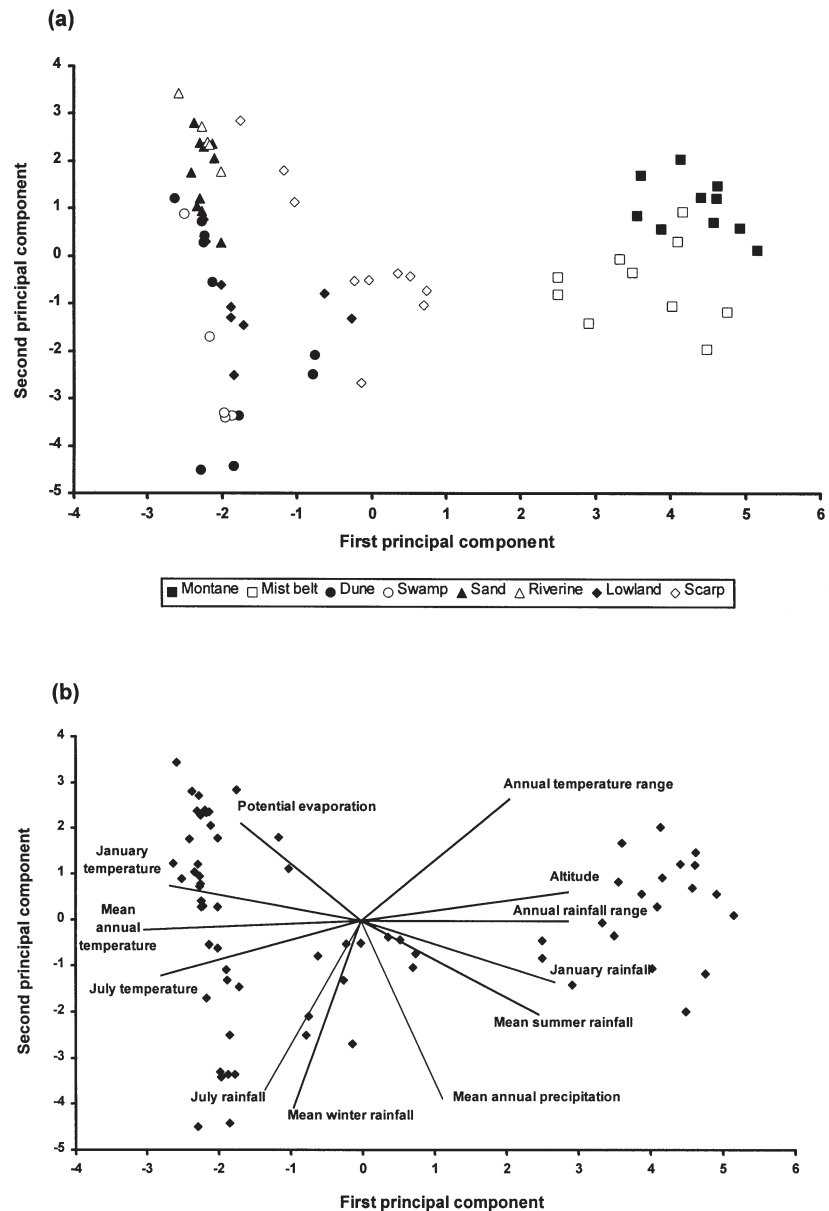 (a)
4
3
2
1
0
-1
-2
-3
-4
-5
Second principal component
-4 -3 -2 -1 0 1 2 3 4 5 6
First principal component
Montane Mist belt Dune Swamp Sand Riverine Lowland Scarp
(b)
4
3
2
1
0
-1
-2
-3
-4
-5
Second principal component
Annual temperature range
Potential evaporation
January
temperature
Altitude
Annual rainfall range
Mean
annual
temperature
January rainfall
July temperature
Mean summer rainfall
July rainfall
Mean annual precipitation
Mean winter rainfall
-4 -3 -2 -1 0 1 2 3 4 5 6
First principal component